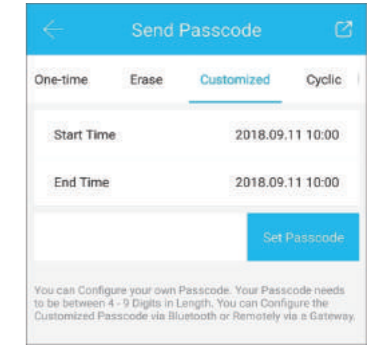 Send Passcode
One-time Erase Customized Cyclic
Start Time 2018.09.11 10:00
End Time 2018.09.11 10:00
Set Passcode
You can Configure your own Passcode. Your Passcode needs
to be between 4 - 9 Digits in Length. You can Configure the
Customized Passcode via Bluetooth or Remotely via a Gateway.